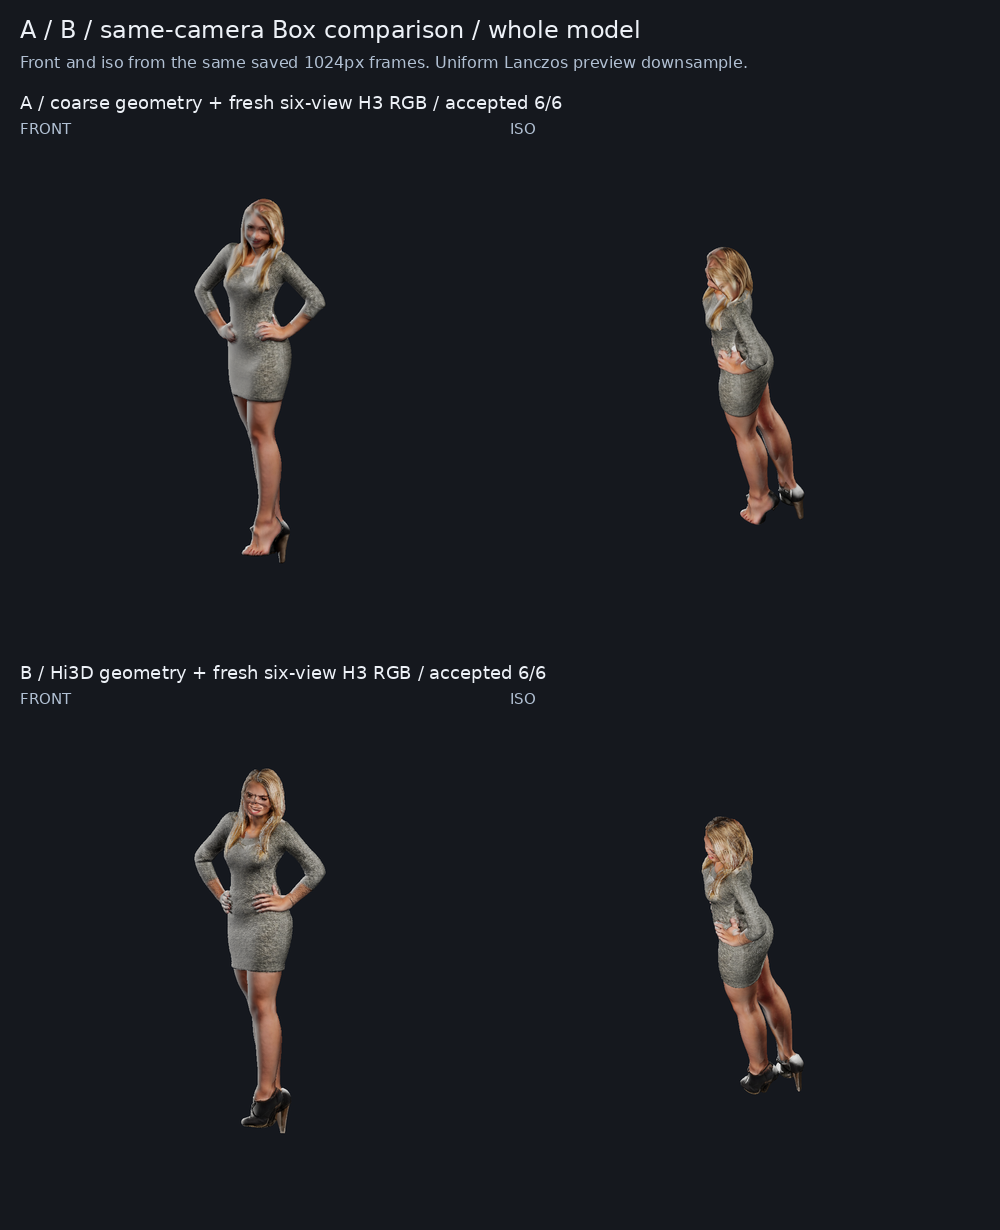 A / B / same-camera Box comparison / whole model
Front and iso from the same saved 1024px frames. Uniform Lanczos preview downsample.
A / coarse geometry + fresh six-view H3 RGB / accepted 6/6
FRONT
ISO
B / Hi3D geometry + fresh six-view H3 RGB / accepted 6/6
FRONT
ISO